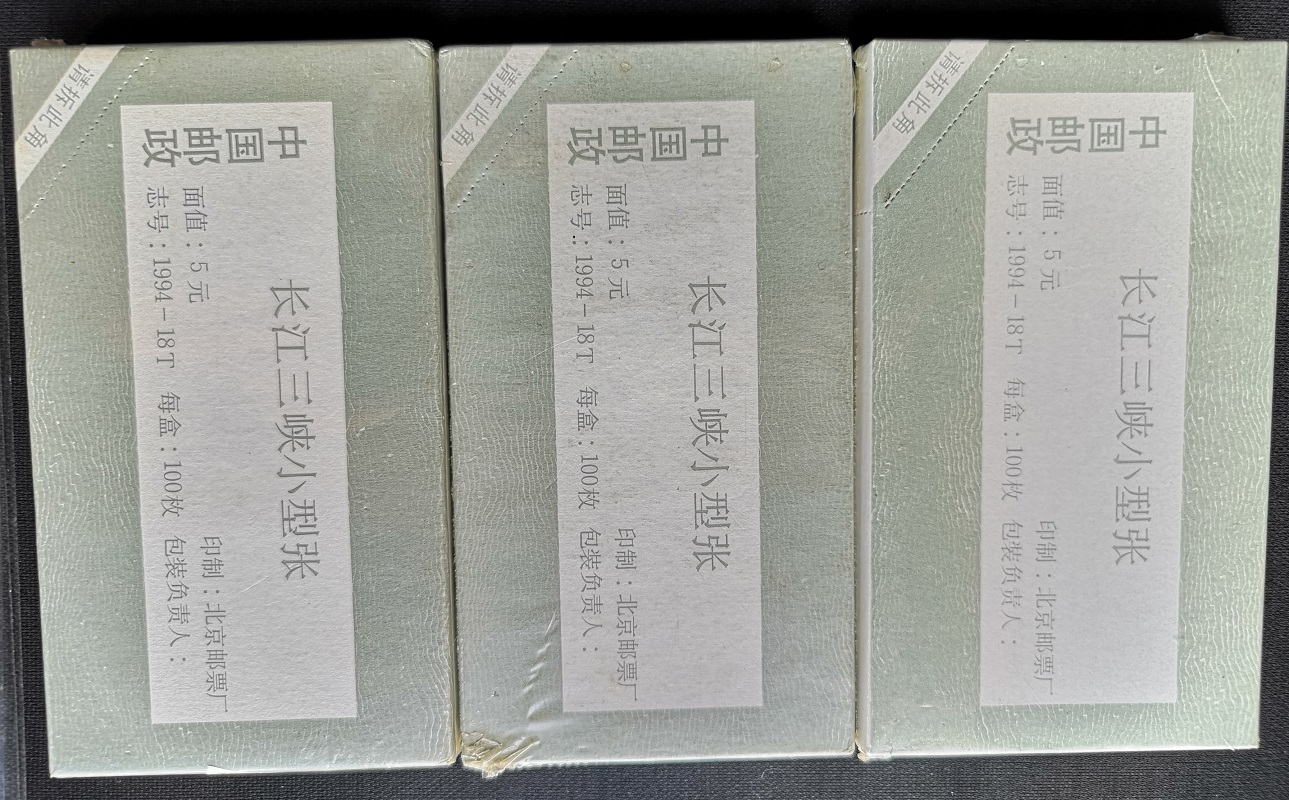 请拆此角
中国邮政
长江三峡小型张
面值：5元
印制：北京邮票厂
志号：1994-18T 每盒：100枚 包装负责人：
请拆此角
中国邮政
长江三峡小型张
面值：5元
印制：北京邮票厂
志号：1994-18T 每盒：100枚 包装负责人：
请拆此角
中国邮政
长江三峡小型张
面值：5元
印制：北京邮票厂
志号：1994-18T 每盒：100枚 包装负责人：